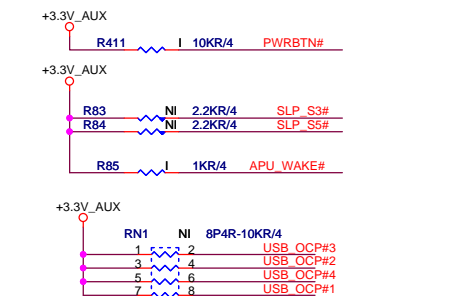 +3.3V_AUX
R411 I 10KR/4 PWRBTN#
+3.3V_AUX
R83 NI 2.2KR/4 SLP_S3#
R84 NI 2.2KR/4 SLP_S5#
R85 I 1KR/4 APU_WAKE#
+3.3V_AUX
RN1 NI 8P4R-10KR/4
1 2 USB_OCP#3
3 4 USB_OCP#2
5 6 USB_OCP#4
7 8 USB_OCP#1